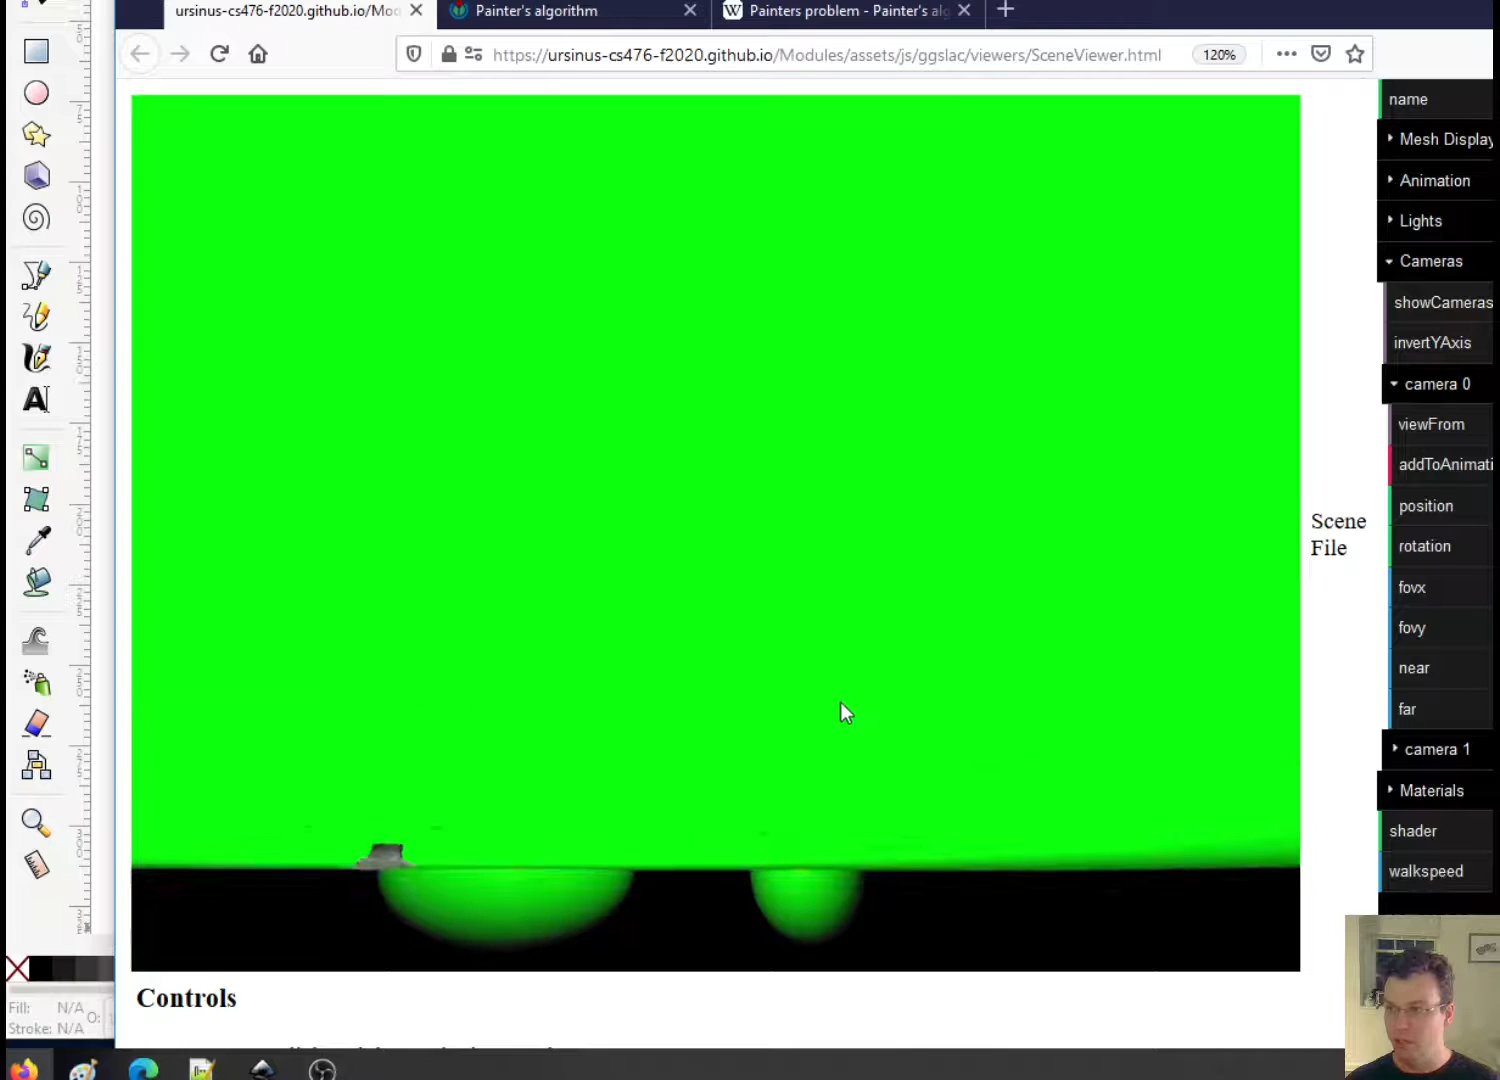 ursinus-cs476-f2020.github.io/Mod
Painter's algorithm
Painters problem - Painter's alg
https://ursinus-cs476-f2020.github.io/Modules/assets/js/ggslac/viewers/SceneViewer.html
120%
name
Mesh Display
Animation
Lights
Cameras
showCameras
invertYAxis
camera 0
viewFrom
addToAnimati
position
rotation
fovx
fovy
near
far
camera 1
Materials
shader
walkspeed
Scene
File
Controls
Fill: N/A
Stroke: N/A
O: